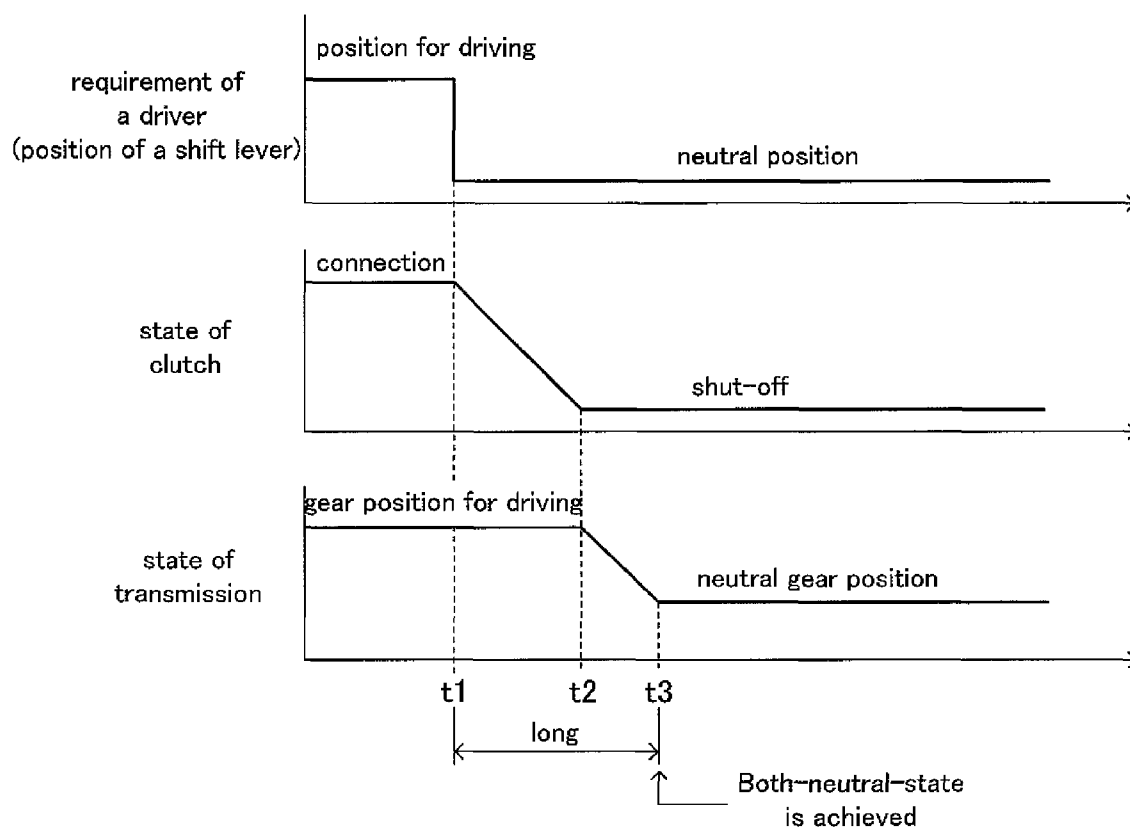 position for driving
requirement of
a driver
(position of a shift lever)
neutral position
connection
state of
clutch
shut-off
gear position for driving
state of
transmission
neutral gear position
t1
t2
t3
long
Both-neutral-state
is achieved